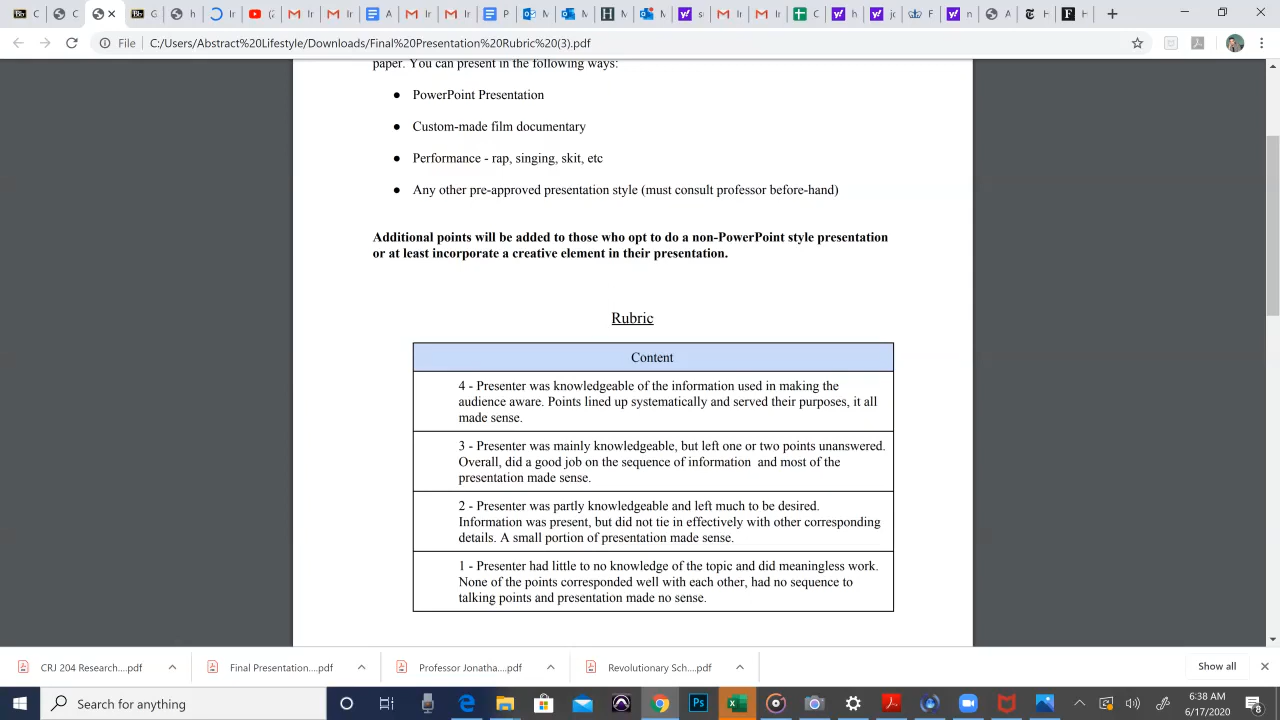 File
C:/Users/Abstract%20Lifestyle/Downloads/Final%20Presentation%20Rubric%20(3).pdf
paper. You can present in the following ways:
● PowerPoint Presentation
● Custom-made film documentary
● Performance - rap, singing, skit, etc
● Any other pre-approved presentation style (must consult professor before-hand)
Additional points will be added to those who opt to do a non-PowerPoint style presentation
or at least incorporate a creative element in their presentation.
Rubric
Content
4 - Presenter was knowledgeable of the information used in making the
audience aware. Points lined up systematically and served their purposes, it all
made sense.
3 - Presenter was mainly knowledgeable, but left one or two points unanswered.
Overall, did a good job on the sequence of information and most of the
presentation made sense.
2 - Presenter was partly knowledgeable and left much to be desired.
Information was present, but did not tie in effectively with other corresponding
details. A small portion of presentation made sense.
1 - Presenter had little to no knowledge of the topic and did meaningless work.
None of the points corresponded well with each other, had no sequence to
talking points and presentation made no sense.
CRJ 204 Research....pdf
Final Presentation....pdf
Professor Jonatha....pdf
Revolutionary Sch....pdf
Show all
Search for anything
6:38 AM
6/17/2020